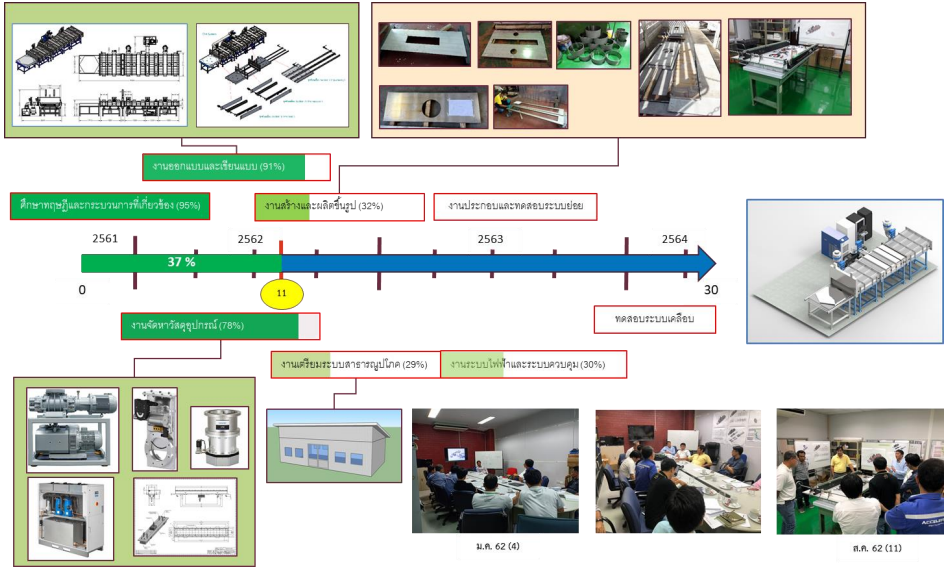 งานออกแบบและเขียนแบบ (91%)
ศึกษาทฤษฎีและกระบวนการที่เกี่ยวข้อง (95%)
งานสร้างและผลิตขึ้นรูป (32%)
งานประกอบและทดสอบระบบย่อย
2561
2562
2563
2564
37 %
0
11
30
งานจัดหาวัสดุอุปกรณ์ (78%)
ทดสอบระบบเคลือบ
งานเตรียมระบบสาธารณูปโภค (29%)
งานระบบไฟฟ้าและระบบควบคุม (30%)
ม.ค. 62 (4)
ส.ค. 62 (11)